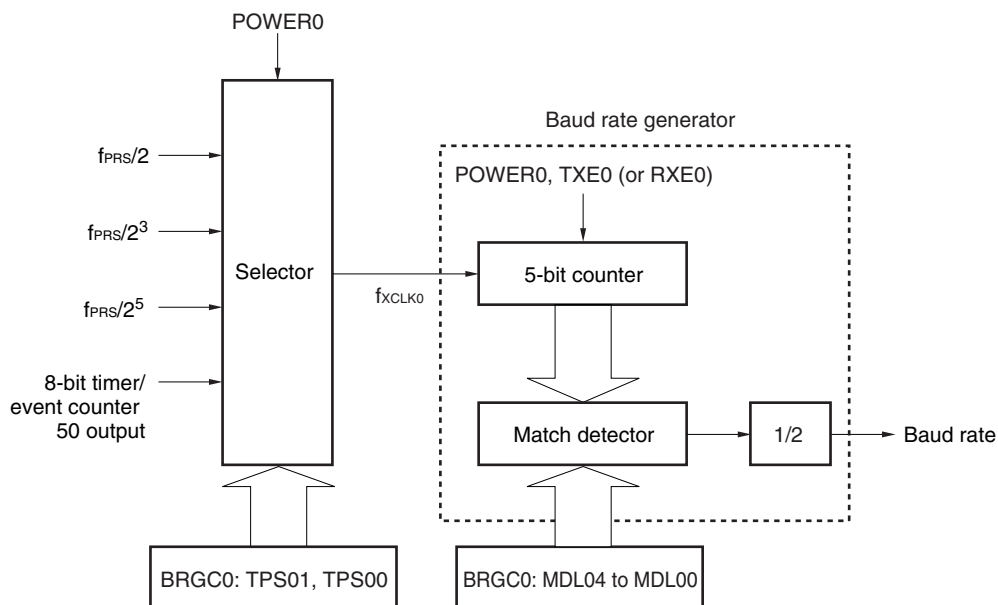 POWER0
Baud rate generator
fPRS/2
POWER0, TXE0 (or RXE0)
fPRS/2³
Selector
5-bit counter
fXCLK0
fPRS/2⁵
8-bit timer/
event counter
50 output
Match detector
1/2
Baud rate
BRGC0: TPS01, TPS00
BRGC0: MDL04 to MDL00